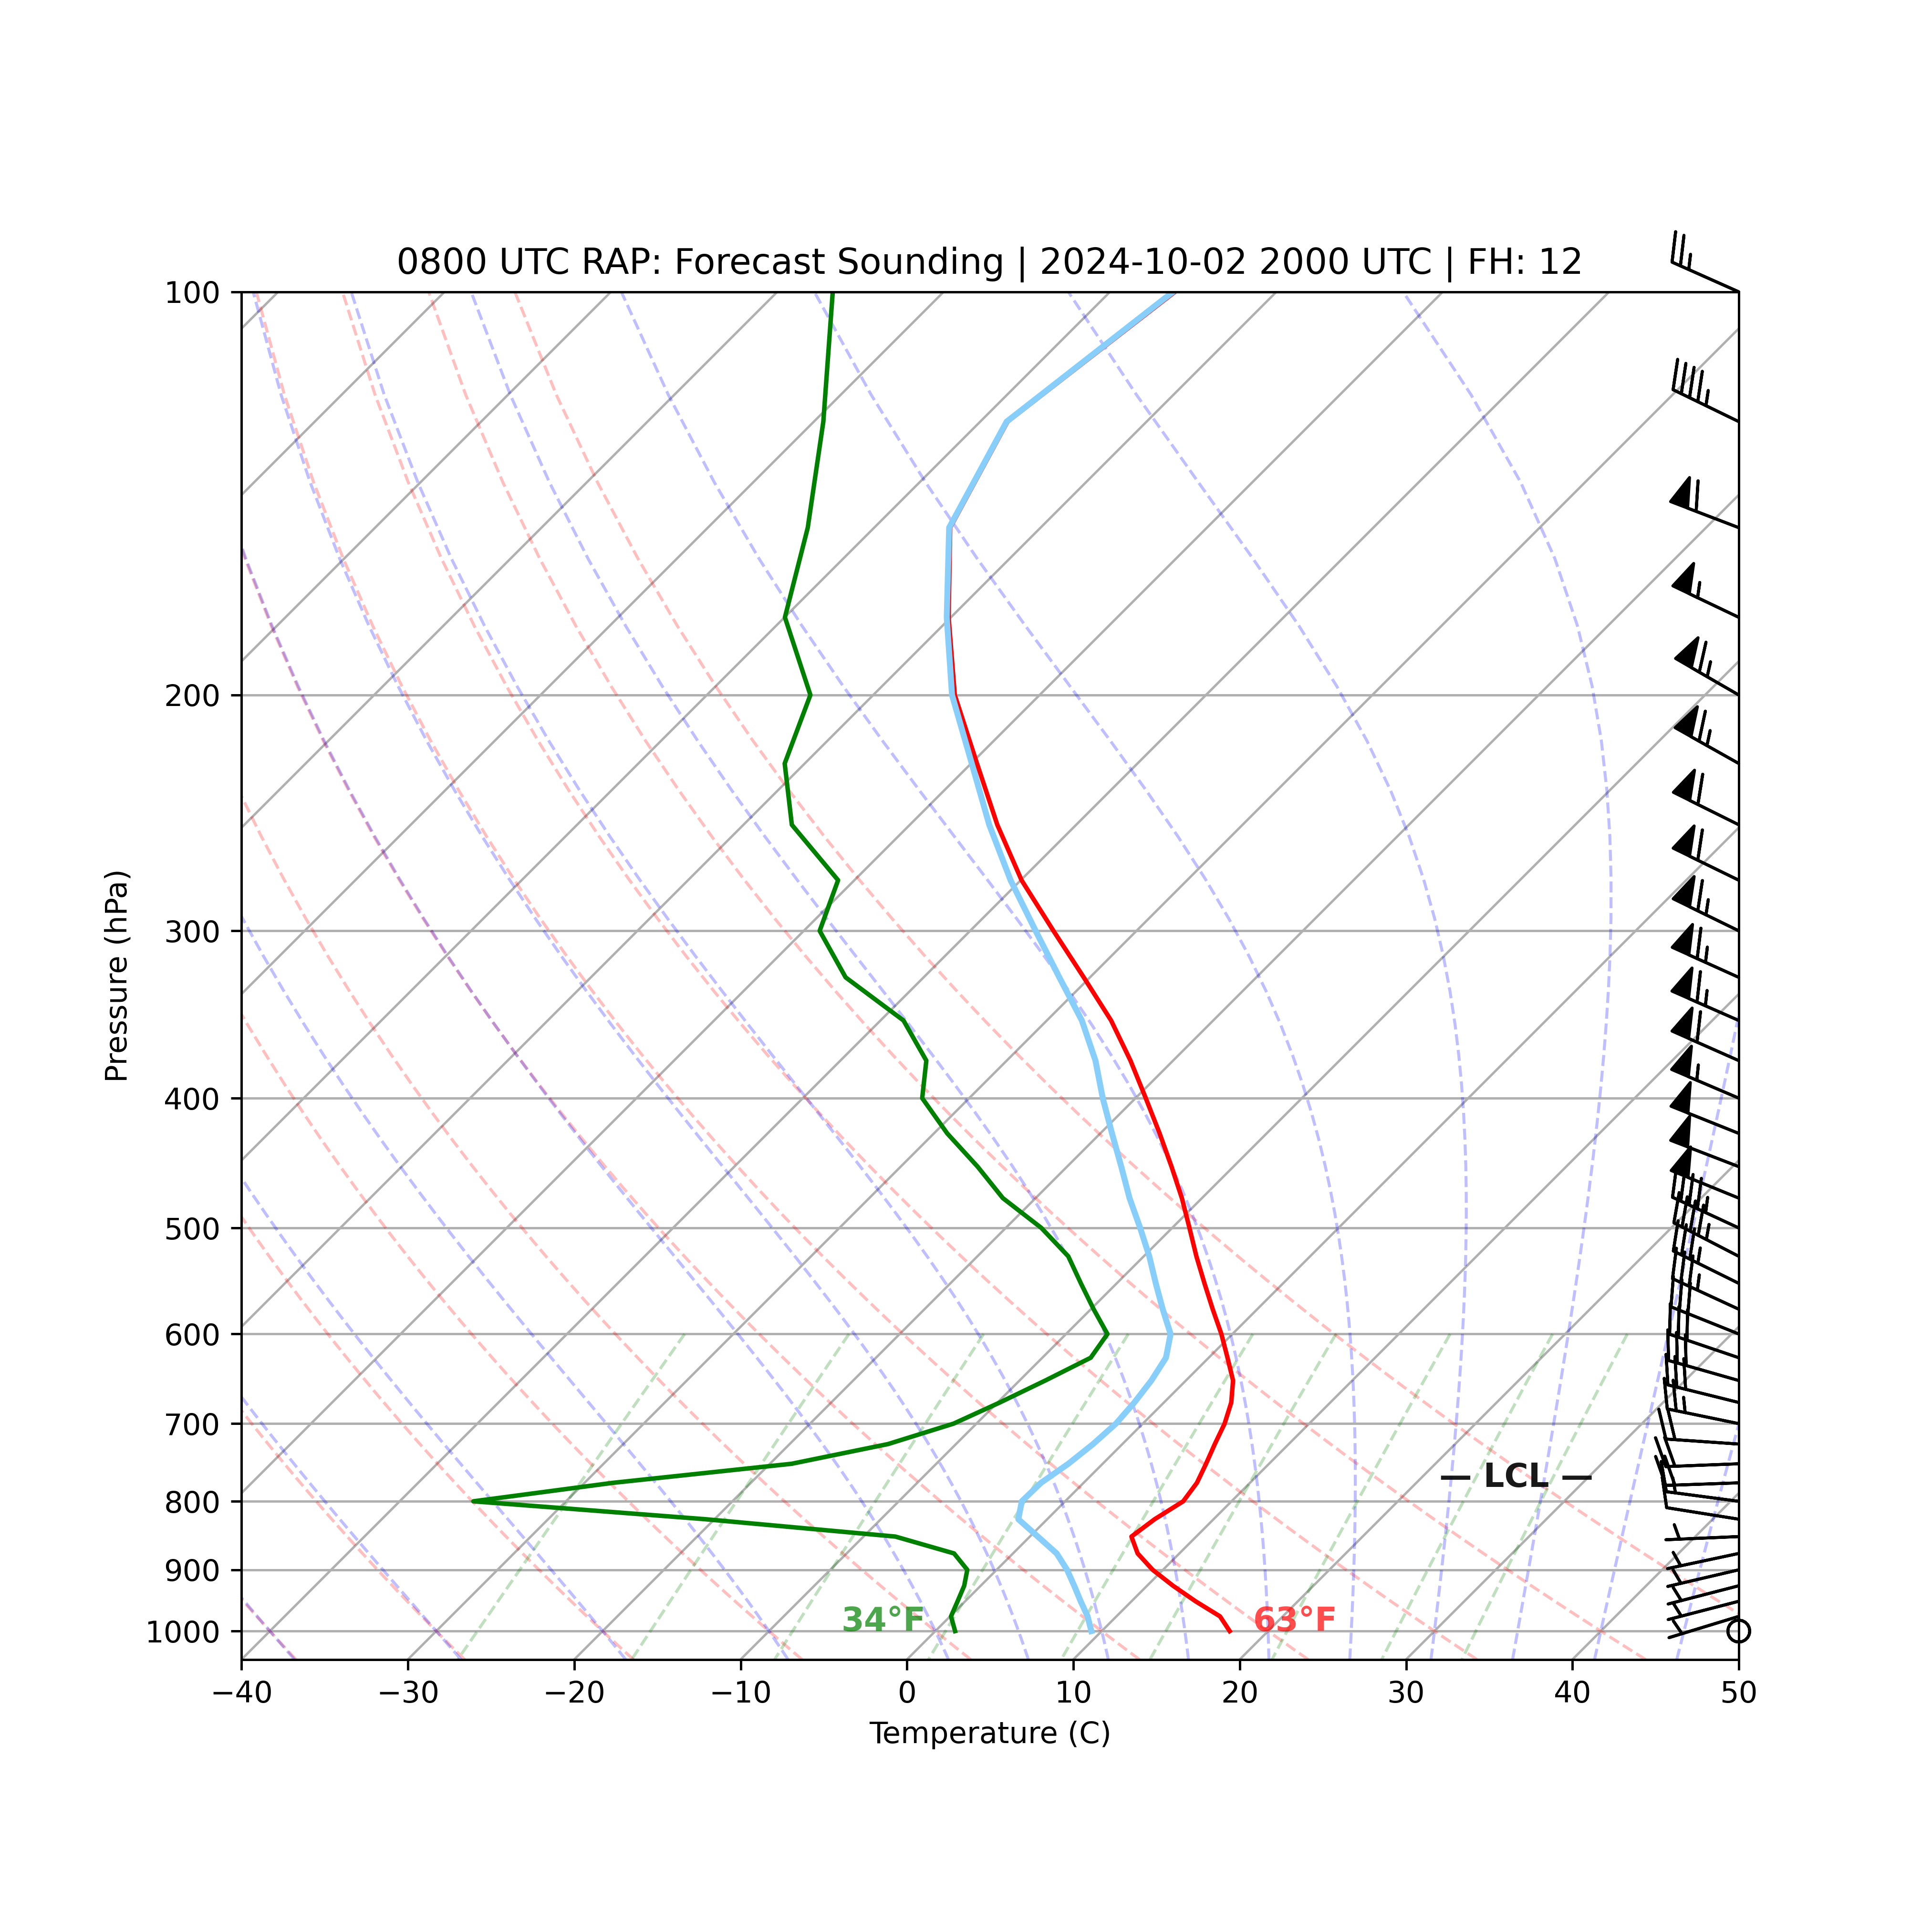 0800 UTC RAP: Forecast Sounding | 2024-10-02 2000 UTC | FH: 12
100
200
300
400
500
600
700
800
900
1000
Pressure (hPa)
— LCL —
34°F
63°F
−40 −30 −20 −10 0 10 20 30 40 50
Temperature (C)